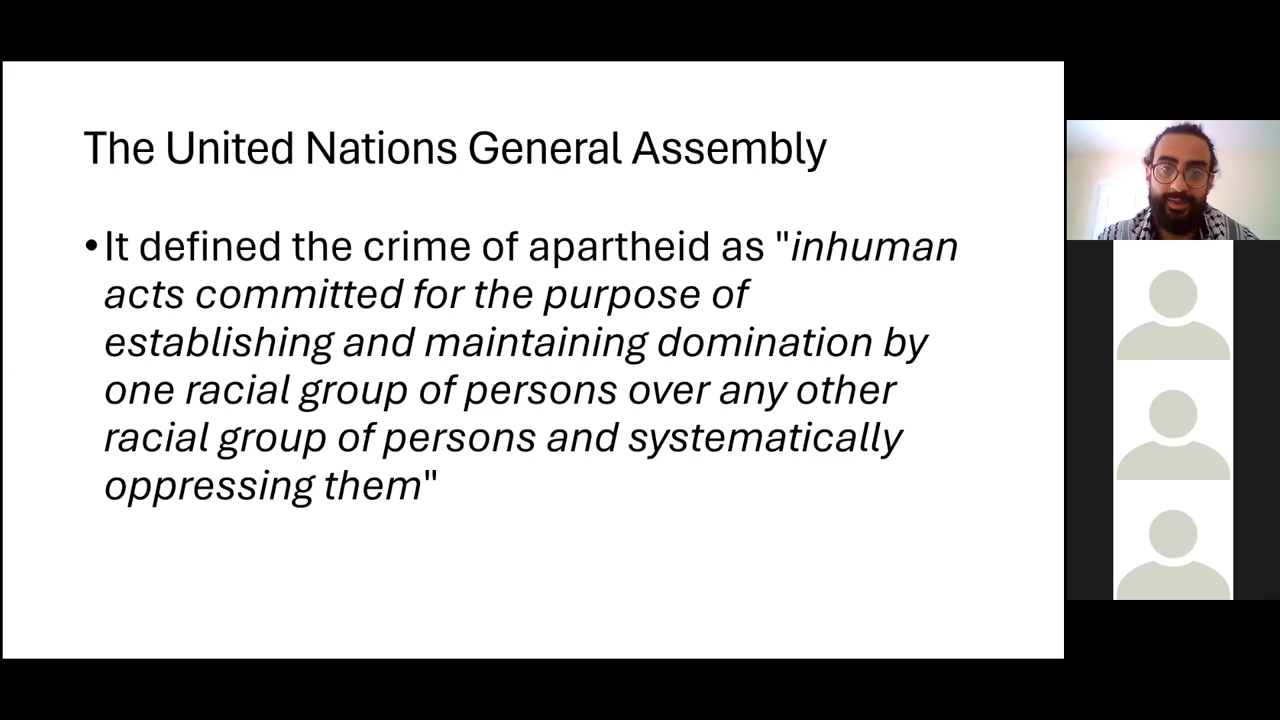 The United Nations General Assembly
•It defined the crime of apartheid as "inhuman
acts committed for the purpose of
establishing and maintaining domination by
one racial group of persons over any other
racial group of persons and systematically
oppressing them"